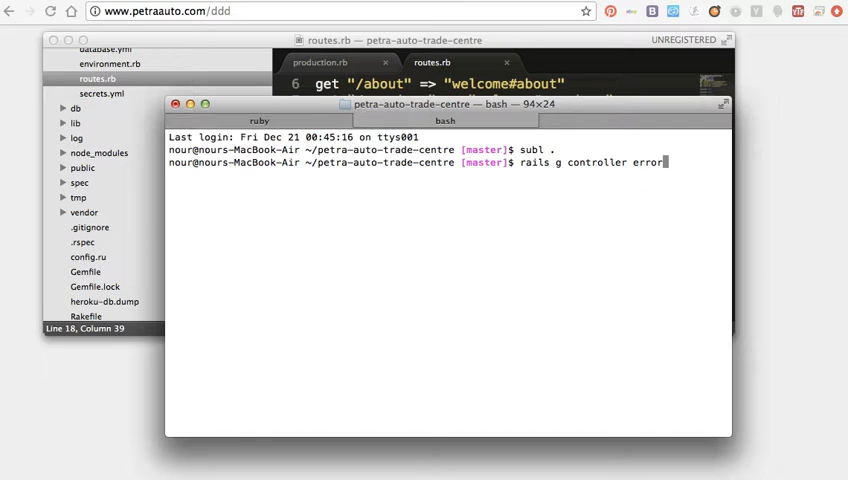 www.petraauto.com/ddd
routes.rb — petra-auto-trade-centre
UNREGISTERED
database.yml
environment.rb
routes.rb
secrets.yml
db
lib
log
node_modules
public
spec
tmp
vendor
.gitignore
.rspec
config.ru
Gemfile
Gemfile.lock
heroku-db.dump
Rakefile
Line 18, Column 39
production.rb
routes.rb
6 get "/about" => "welcome#about"
petra-auto-trade-centre — bash — 94×24
ruby
bash
Last login: Fri Dec 21 00:45:16 on ttys001
nour@nours-MacBook-Air ~/petra-auto-trade-centre [master]$ subl .
nour@nours-MacBook-Air ~/petra-auto-trade-centre [master]$ rails g controller error